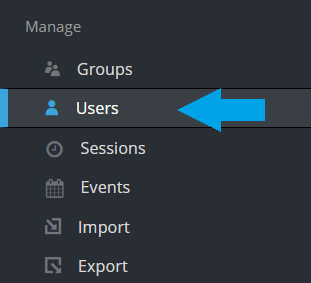 Manage
Groups
Users
Sessions
Events
Import
Export